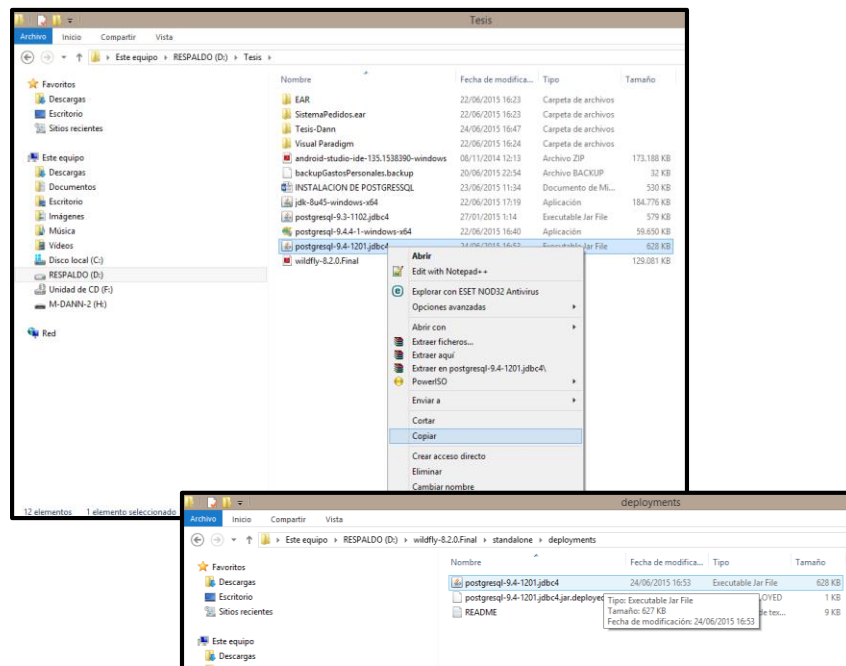 Tesis
Archivo Inicio Compartir Vista
Este equipo RESPALDO (D:) Tesis
Nombre Fecha de modifica... Tipo Tamaño
Favoritos
Descargas
Escritorio
Sitios recientes
Este equipo
Descargas
Documentos
Escritorio
Imágenes
Música
Vídeos
Disco local (C:)
RESPALDO (D:)
Unidad de CD (F:)
M-DANN-2 (H:)
Red
EAR 22/06/2015 16:23 Carpeta de archivos
SistemaPedidos.ear 22/06/2015 16:23 Carpeta de archivos
Tesis-Dann 24/06/2015 16:47 Carpeta de archivos
Visual Paradigm 22/06/2015 16:24 Carpeta de archivos
android-studio-ide-135.1538390-windows 08/11/2014 12:13 Archivo ZIP 173.188 KB
backupGastosPersonales.backup 20/06/2015 22:54 Archivo BACKUP 32 KB
INSTALACION DE POSTGRESSQL 23/06/2015 11:34 Documento de Mi... 530 KB
jdk-8u45-windows-x64 22/06/2015 17:19 Aplicación 184.776 KB
postgresql-9.3-1102.jdbc4 27/01/2015 1:14 Executable Jar File 579 KB
postgresql-9.4.4-1-windows-x64 22/06/2015 16:40 Aplicación 59.650 KB
postgresql-9.4-1201.jdbc4 24/06/2015 16:53 Executable Jar File 628 KB
wildfly-8.2.0.Final 129.081 KB
Abrir
Edit with Notepad++
Explorar con ESET NOD32 Antivirus
Opciones avanzadas
Abrir con
Extraer ficheros...
Extraer aquí
Extraer en postgresql-9.4-1201.jdbc4\
PowerISO
Enviar a
Cortar
Copiar
Crear acceso directo
Eliminar
Cambiar nombre
12 elementos 1 elemento seleccionado
deployments
Archivo Inicio Compartir Vista
Este equipo RESPALDO (D:) wildfly-8.2.0.Final standalone deployments
Nombre Fecha de modifica... Tipo Tamaño
Favoritos
Descargas
Escritorio
Sitios recientes
Este equipo
Descargas
postgresql-9.4-1201.jdbc4 24/06/2015 16:53 Executable Jar File 628 KB
postgresql-9.4-1201.jdbc4.jar.deployed 1 KB
README 9 KB
Tipo: Executable Jar File
Tamaño: 627 KB
Fecha de modificación: 24/06/2015 16:53